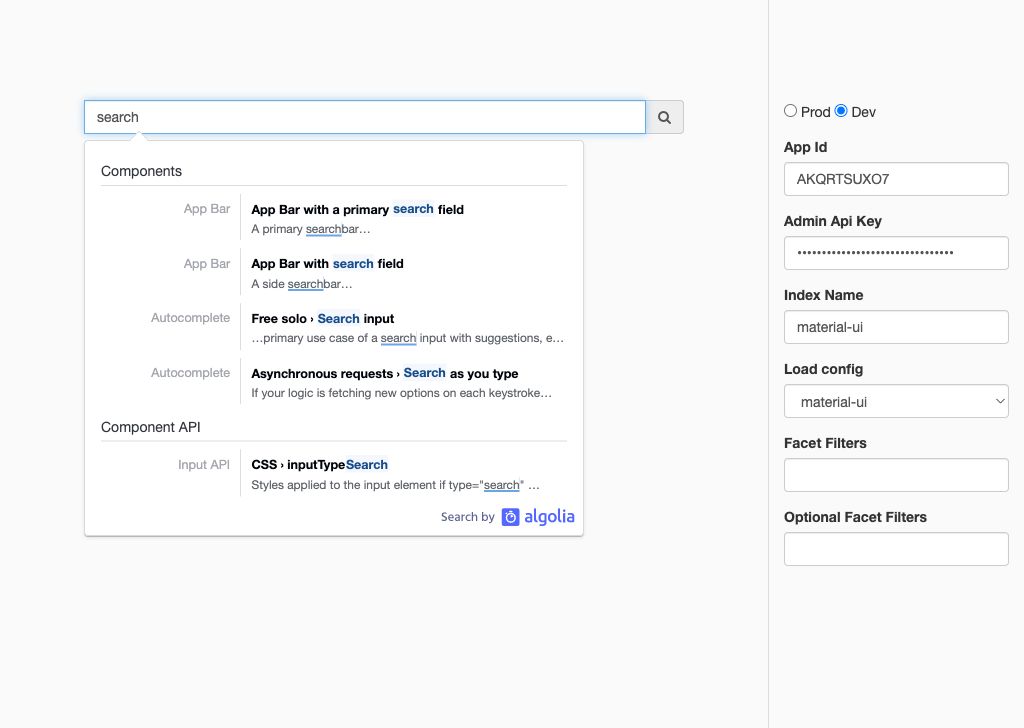 search
Components
App Bar
App Bar with a primary search field
A primary searchbar…
App Bar
App Bar with search field
A side searchbar…
Autocomplete
Free solo › Search input
…primary use case of a search input with suggestions, e…
Autocomplete
Asynchronous requests › Search as you type
If your logic is fetching new options on each keystroke…
Component API
Input API
CSS › inputTypeSearch
Styles applied to the input element if type="search" …
Search by algolia
Prod Dev
App Id
AKQRTSUXO7
Admin Api Key
••••••••••••••••••••••••••••••••
Index Name
material-ui
Load config
material-ui
Facet Filters
Optional Facet Filters